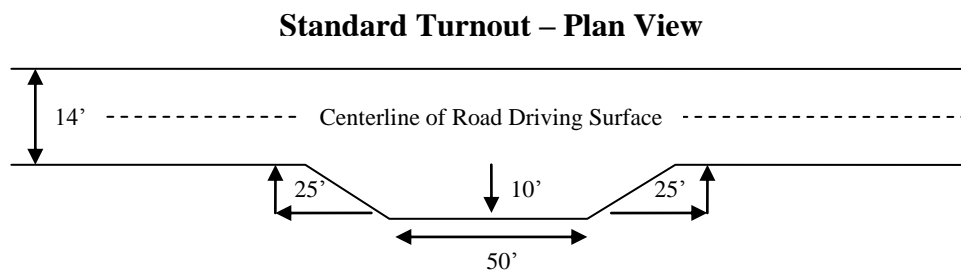 Standard Turnout – Plan View
14’
Centerline of Road Driving Surface
25’
10’
25’
50’